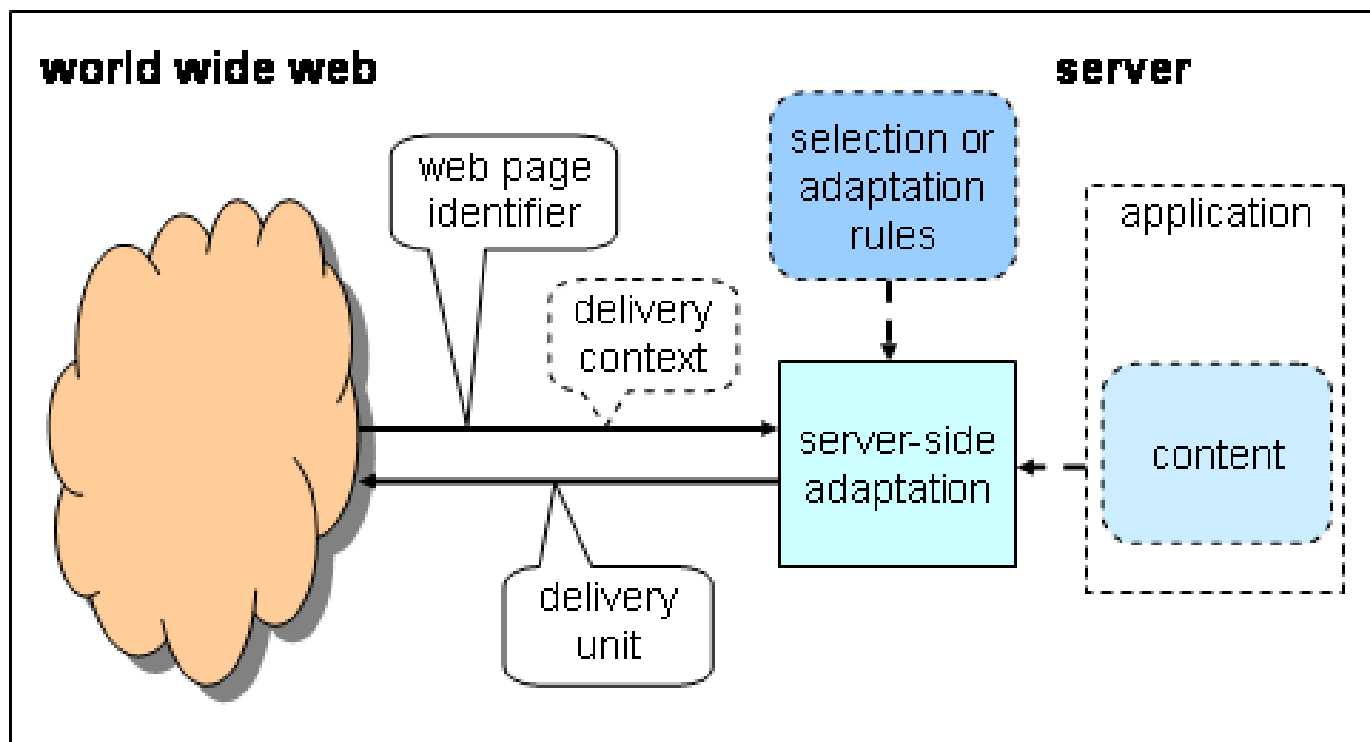 world wide web
server
selection or
adaptation
rules
web page
identifier
application
delivery
context
server-side
adaptation
content
delivery
unit